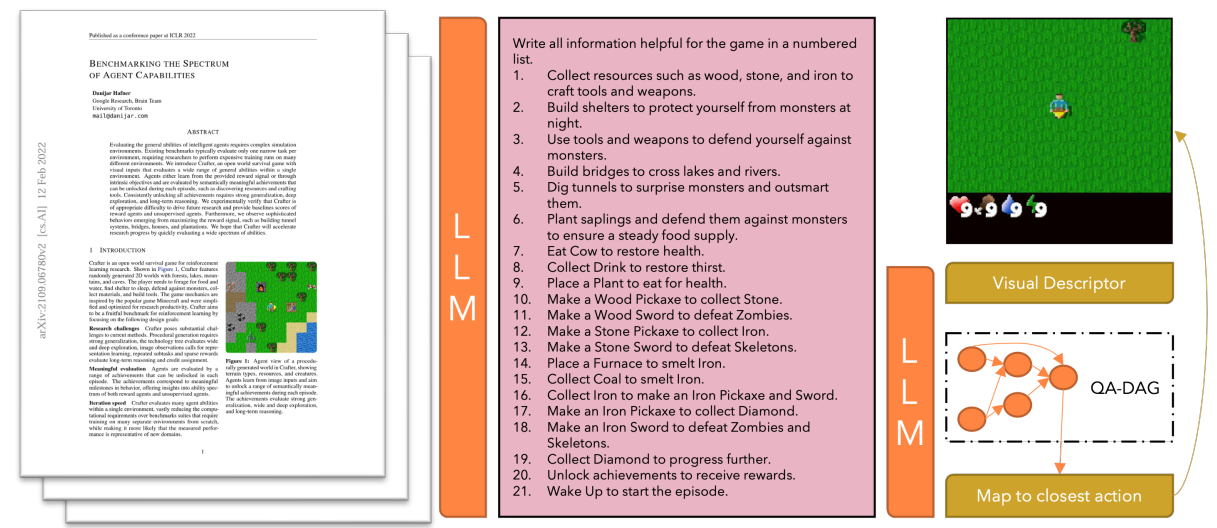 Published as a conference paper at ICLR 2022
BENCHMARKING THE SPECTRUM
OF AGENT CAPABILITIES
Danijar Hafner
Google Research, Brain Team
University of Toronto
mail@danijar.com
ABSTRACT
Evaluating the general abilities of intelligent agents requires complex simulation
environments. Existing benchmarks typically evaluate only one narrow task per
environment, requiring researchers to perform expensive training runs on many
different environments. We introduce Crafter, an open world survival game with
visual inputs that evaluates a wide range of general abilities within a single
environment. Agents either learn from the provided reward signal or through
intrinsic objectives and are evaluated by semantically meaningful achievements that
can be unlocked during each episode, such as discovering resources and crafting
tools. Consistently unlocking all achievements requires strong generalization, deep
exploration, and long-term reasoning. We experimentally verify that Crafter is
of appropriate difficulty to drive future research and provide baselines scores of
reward agents and unsupervised agents. Furthermore, we observe sophisticated
behaviors emerging from maximizing the reward signal, such as building tunnel
systems, bridges, houses, and plantations. We hope that Crafter will accelerate
research progress by quickly evaluating a wide spectrum of abilities.
1 INTRODUCTION
Crafter is an open world survival game for reinforcement
learning research. Shown in Figure 1, Crafter features
randomly generated 2D worlds with forests, lakes, moun-
tains, and caves. The player needs to forage for food and
water, find shelter to sleep, defend against monsters, col-
lect materials, and build tools. The game mechanics are
inspired by the popular game Minecraft and were simpli-
fied and optimized for research productivity. Crafter aims
to be a fruitful benchmark for reinforcement learning by
focusing on the following design goals:
Research challenges Crafter poses substantial chal-
lenges to current methods. Procedural generation requires
strong generalization, the technology tree evaluates wide
and deep exploration, image observations calls for repre-
sentation learning, repeated subtasks and sparse rewards
evaluate long-term reasoning and credit assignment.
Meaningful evaluation Agents are evaluated by a
range of achievements that can be unlocked in each
episode. The achievements correspond to meaningful
milestones in behavior, offering insights into ability spec-
trum of both reward agents and unsupervised agents.
Iteration speed Crafter evaluates many agent abilities
within a single environment, vastly reducing the compu-
tational requirements over benchmarks suites that require
training on many separate environments from scratch,
while making it more likely that the measured perfor-
mance is representative of new domains.
Figure 1: Agent view of a procedu-
rally generated world in Crafter, showing
terrain types, resources, and creatures.
Agents learn from image inputs and aim
to unlock a range of semantically mean-
ingful achievements during each episode.
The achievements evaluate strong gen-
eralization, wide and deep exploration,
and long-term reasoning.
1
arXiv:2109.06780v2 [cs.AI] 12 Feb 2022
LLM
Write all information helpful for the game in a numbered
list.
1. Collect resources such as wood, stone, and iron to
craft tools and weapons.
2. Build shelters to protect yourself from monsters at
night.
3. Use tools and weapons to defend yourself against
monsters.
4. Build bridges to cross lakes and rivers.
5. Dig tunnels to surprise monsters and outsmart
them.
6. Plant saplings and defend them against monsters
to ensure a steady food supply.
7. Eat Cow to restore health.
8. Collect Drink to restore thirst.
9. Place a Plant to eat for health.
10. Make a Wood Pickaxe to collect Stone.
11. Make a Wood Sword to defeat Zombies.
12. Make a Stone Pickaxe to collect Iron.
13. Make a Stone Sword to defeat Skeletons.
14. Place a Furnace to smelt Iron.
15. Collect Coal to smelt Iron.
16. Collect Iron to make an Iron Pickaxe and Sword.
17. Make an Iron Pickaxe to collect Diamond.
18. Make an Iron Sword to defeat Zombies and
Skeletons.
19. Collect Diamond to progress further.
20. Unlock achievements to receive rewards.
21. Wake Up to start the episode.
LLM
9 9 9 9
Visual Descriptor
QA-DAG
Map to closest action